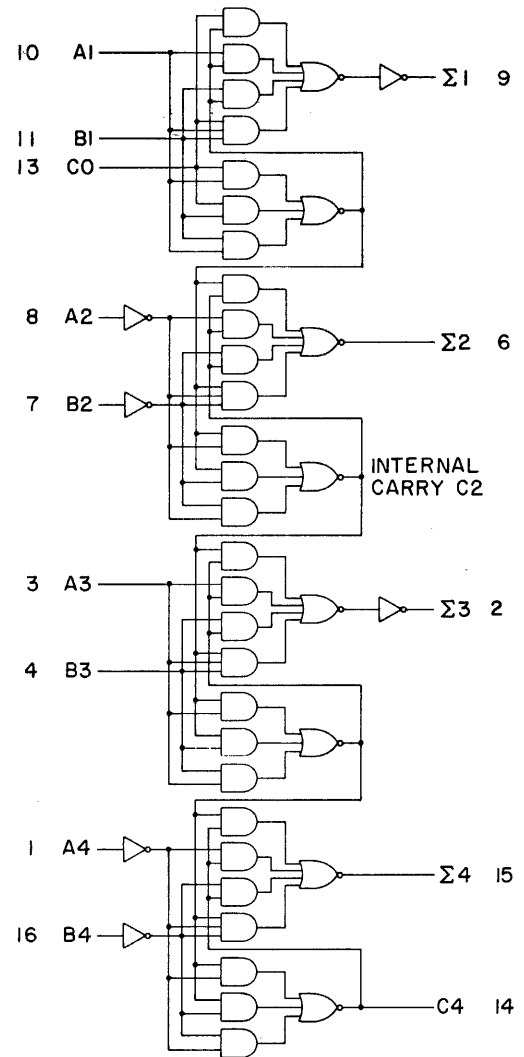 10 A1
Σ1 9
11 B1
13 C0
8 A2
Σ2 6
7 B2
INTERNAL
CARRY C2
3 A3
Σ3 2
4 B3
1 A4
Σ4 15
16 B4
C4 14